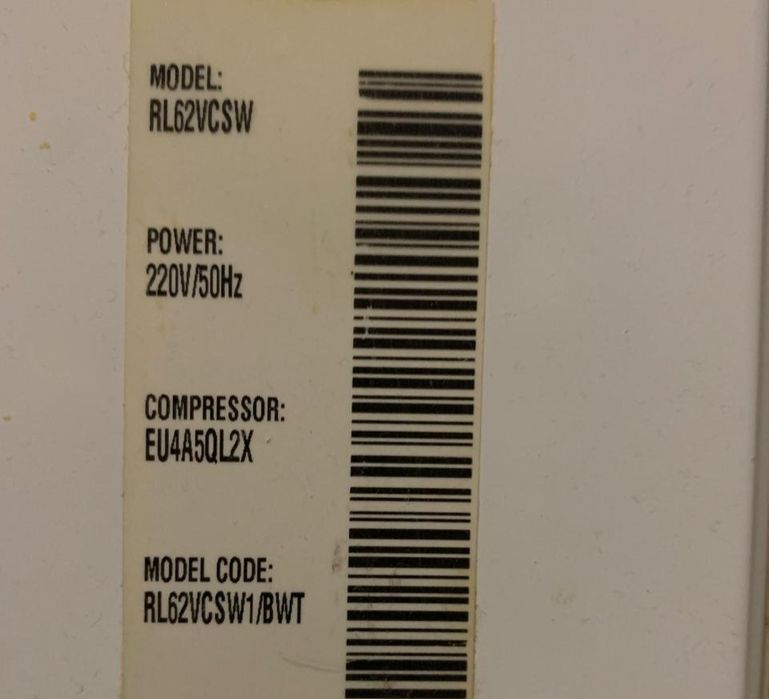 MODEL:
RL62VCSW
POWER:
220V/50Hz
COMPRESSOR:
EU4A5QL2X
MODEL CODE:
RL62VCSW1/BWT